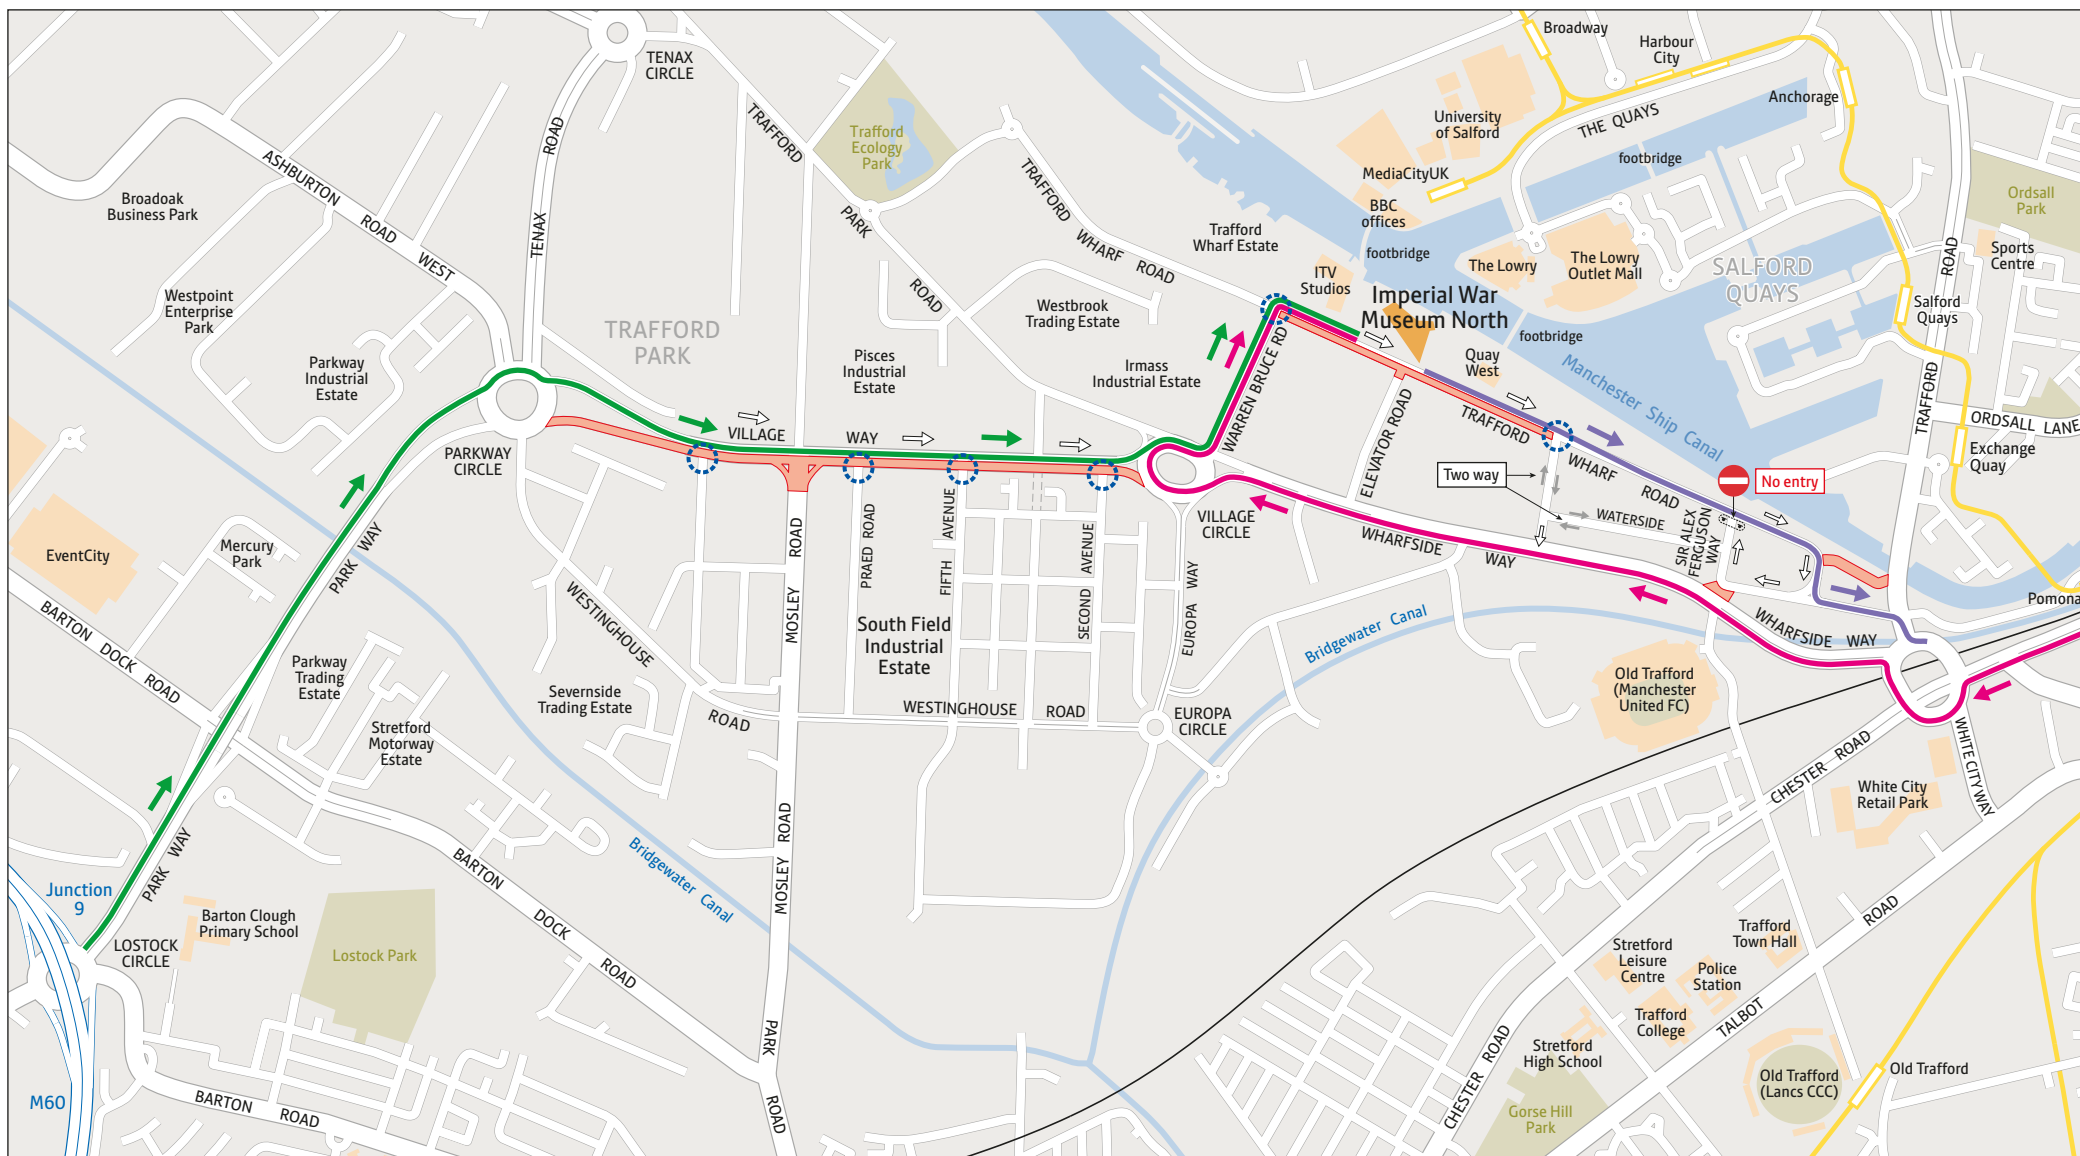 Broadway
Harbour
City
TENAX
CIRCLE
Anchorage
THE QUAYS
University
of Salford
TRAFFORD
PARK
ROAD
Trafford
Ecology
Park
footbridge
MediaCityUK
ASHBURTON
ROAD
WEST
TENAX
ROAD
TRAFFORD
WHARF
ROAD
Broadoak
Business Park
BBC
offices
Ordsall
Park
Trafford
Wharf Estate
footbridge
The Lowry
The Lowry
Outlet Mall
SALFORD
QUAYS
Sports
Centre
TRAFFORD
ROAD
ITV
Studios
Imperial War
Museum North
Westpoint
Enterprise
Park
TRAFFORD
PARK
Westbrook
Trading Estate
Salford
Quays
footbridge
Parkway
Industrial
Estate
Pisces
Industrial
Estate
Irmass
Industrial Estate
Quay
West
Manchester Ship Canal
WARREN BRUCE RD
ELEVATOR ROAD
TRAFFORD
WHARF
ROAD
ORDSALL LANE
VILLAGE
WAY
PARKWAY
CIRCLE
Exchange
Quay
Two way
No entry
VILLAGE
CIRCLE
WATERSIDE
SIR ALEX
FERGUSON
WAY
WHARFSIDE
WAY
EventCity
Mercury
Park
PARK WAY
MOSLEY
ROAD
PRAED ROAD
FIFTH
AVENUE
SECOND
AVENUE
EUROPA
WAY
Pomona
BARTON
DOCK
ROAD
WESTINGHOUSE
ROAD
South Field
Industrial
Estate
Bridgewater Canal
WHARFSIDE
WAY
Parkway
Trading
Estate
Severnside
Trading Estate
WESTINGHOUSE
ROAD
EUROPA
CIRCLE
Old Trafford
(Manchester
United FC)
Stretford
Motorway
Estate
CHESTER ROAD
WHITE CITY WAY
White City
Retail Park
PARK WAY
MOSLEY ROAD
Bridgewater Canal
BARTON
DOCK
ROAD
Junction
9
Barton Clough
Primary School
LOSTOCK
CIRCLE
Lostock Park
TALBOT
ROAD
Trafford
Town Hall
Stretford
Leisure
Centre
Police
Station
Trafford
College
PARK
ROAD
CHESTER ROAD
Stretford
High School
Old Trafford
(Lancs CCC)
Old Trafford
M60
BARTON
ROAD
Gorse Hill
Park